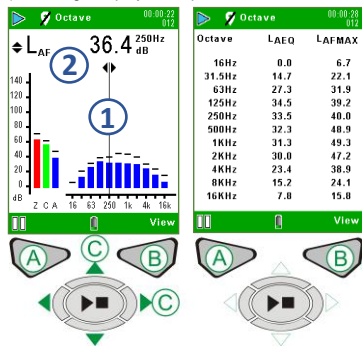 Octave 00:00:22
012
LAF 36.4 250Hz
dB
2
1
140
120
100
80
60
40
20
0
dB
Z C A 16 63 250 1k 4k 16k
View
A C B
C
Octave 00:00:28
012
Octave LAEQ LAFMAX
16Hz 0.0 6.7
31.5Hz 14.7 22.1
63Hz 27.3 31.9
125Hz 34.5 39.2
250Hz 33.5 40.0
500Hz 32.3 48.9
1KHz 31.3 49.3
2KHz 30.0 47.2
4KHz 23.4 38.9
8KHz 15.2 24.1
16KHz 7.8 15.8
View
A B